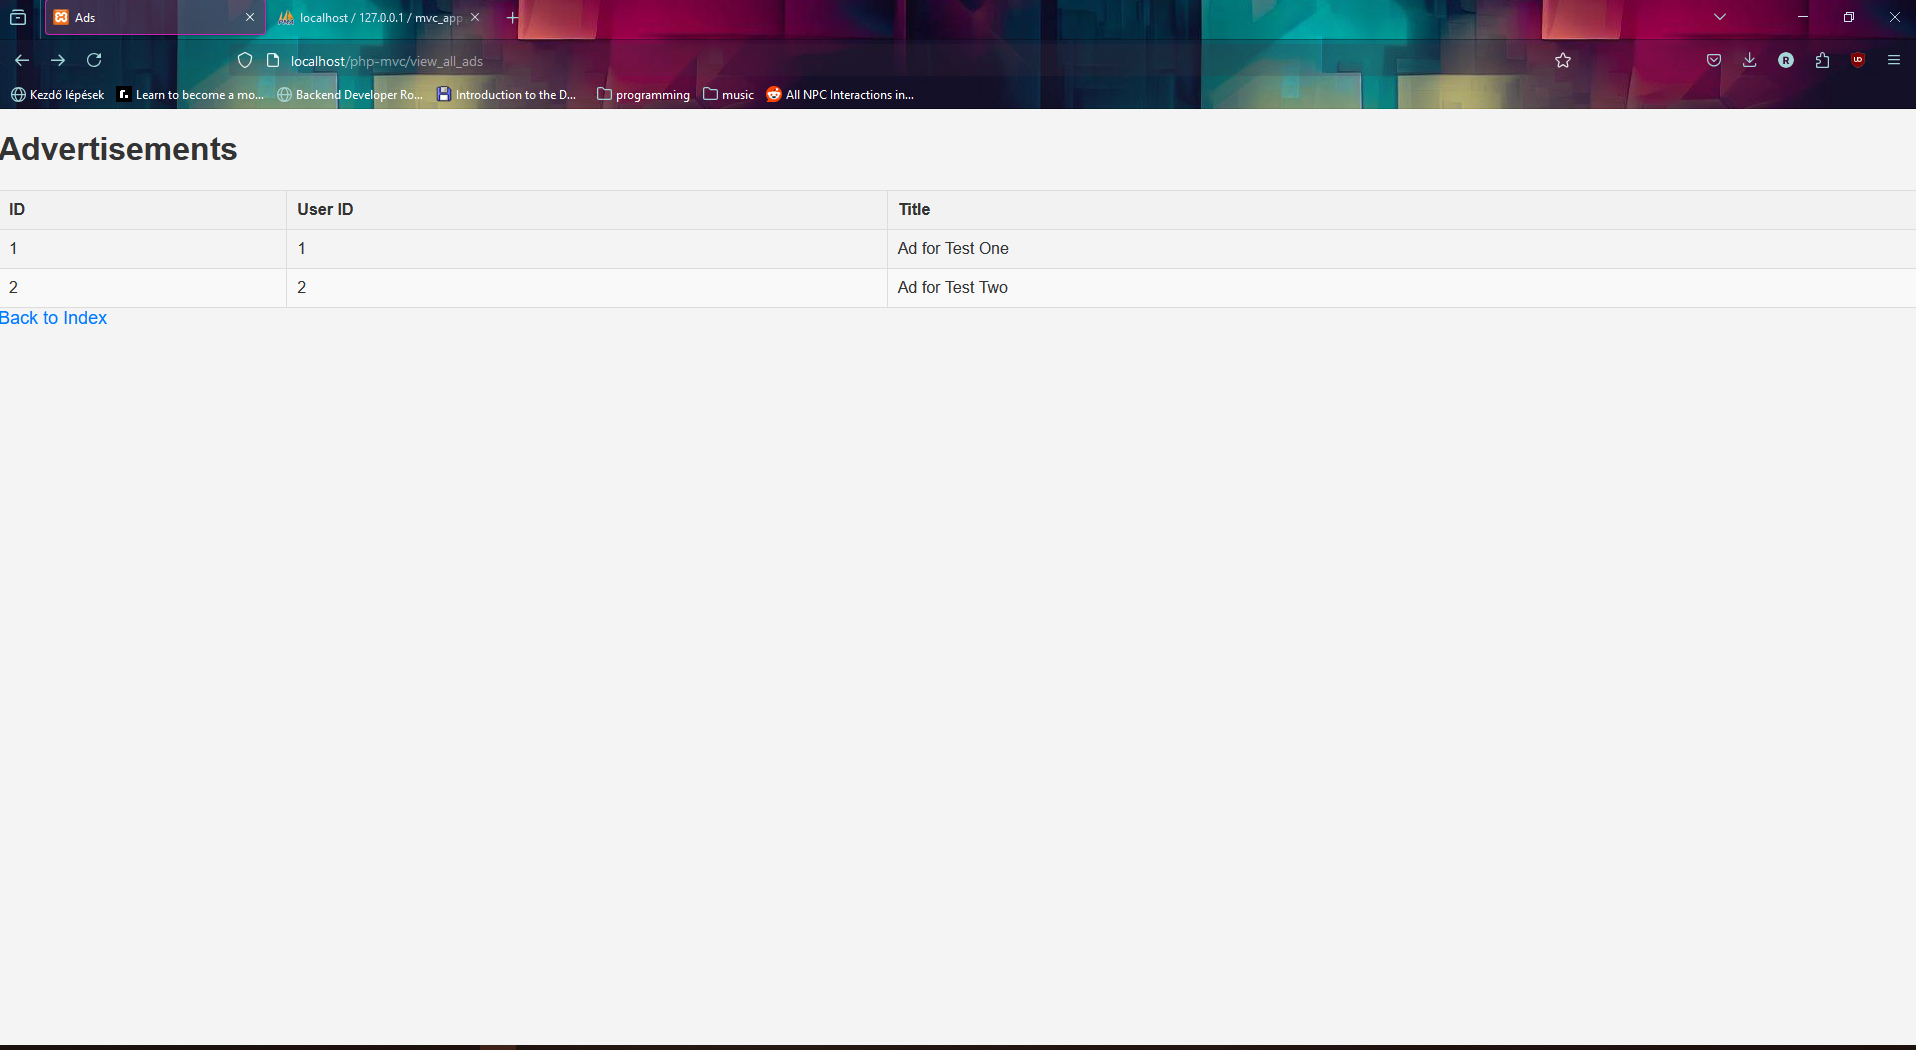 Ads
localhost / 127.0.0.1 / mvc_app
localhost/php-mvc/view_all_ads
Kezdő lépések
Learn to become a mo...
Backend Developer Ro...
Introduction to the D...
programming
music
All NPC Interactions in...
Advertisements
ID User ID Title
1 1 Ad for Test One
2 2 Ad for Test Two
Back to Index